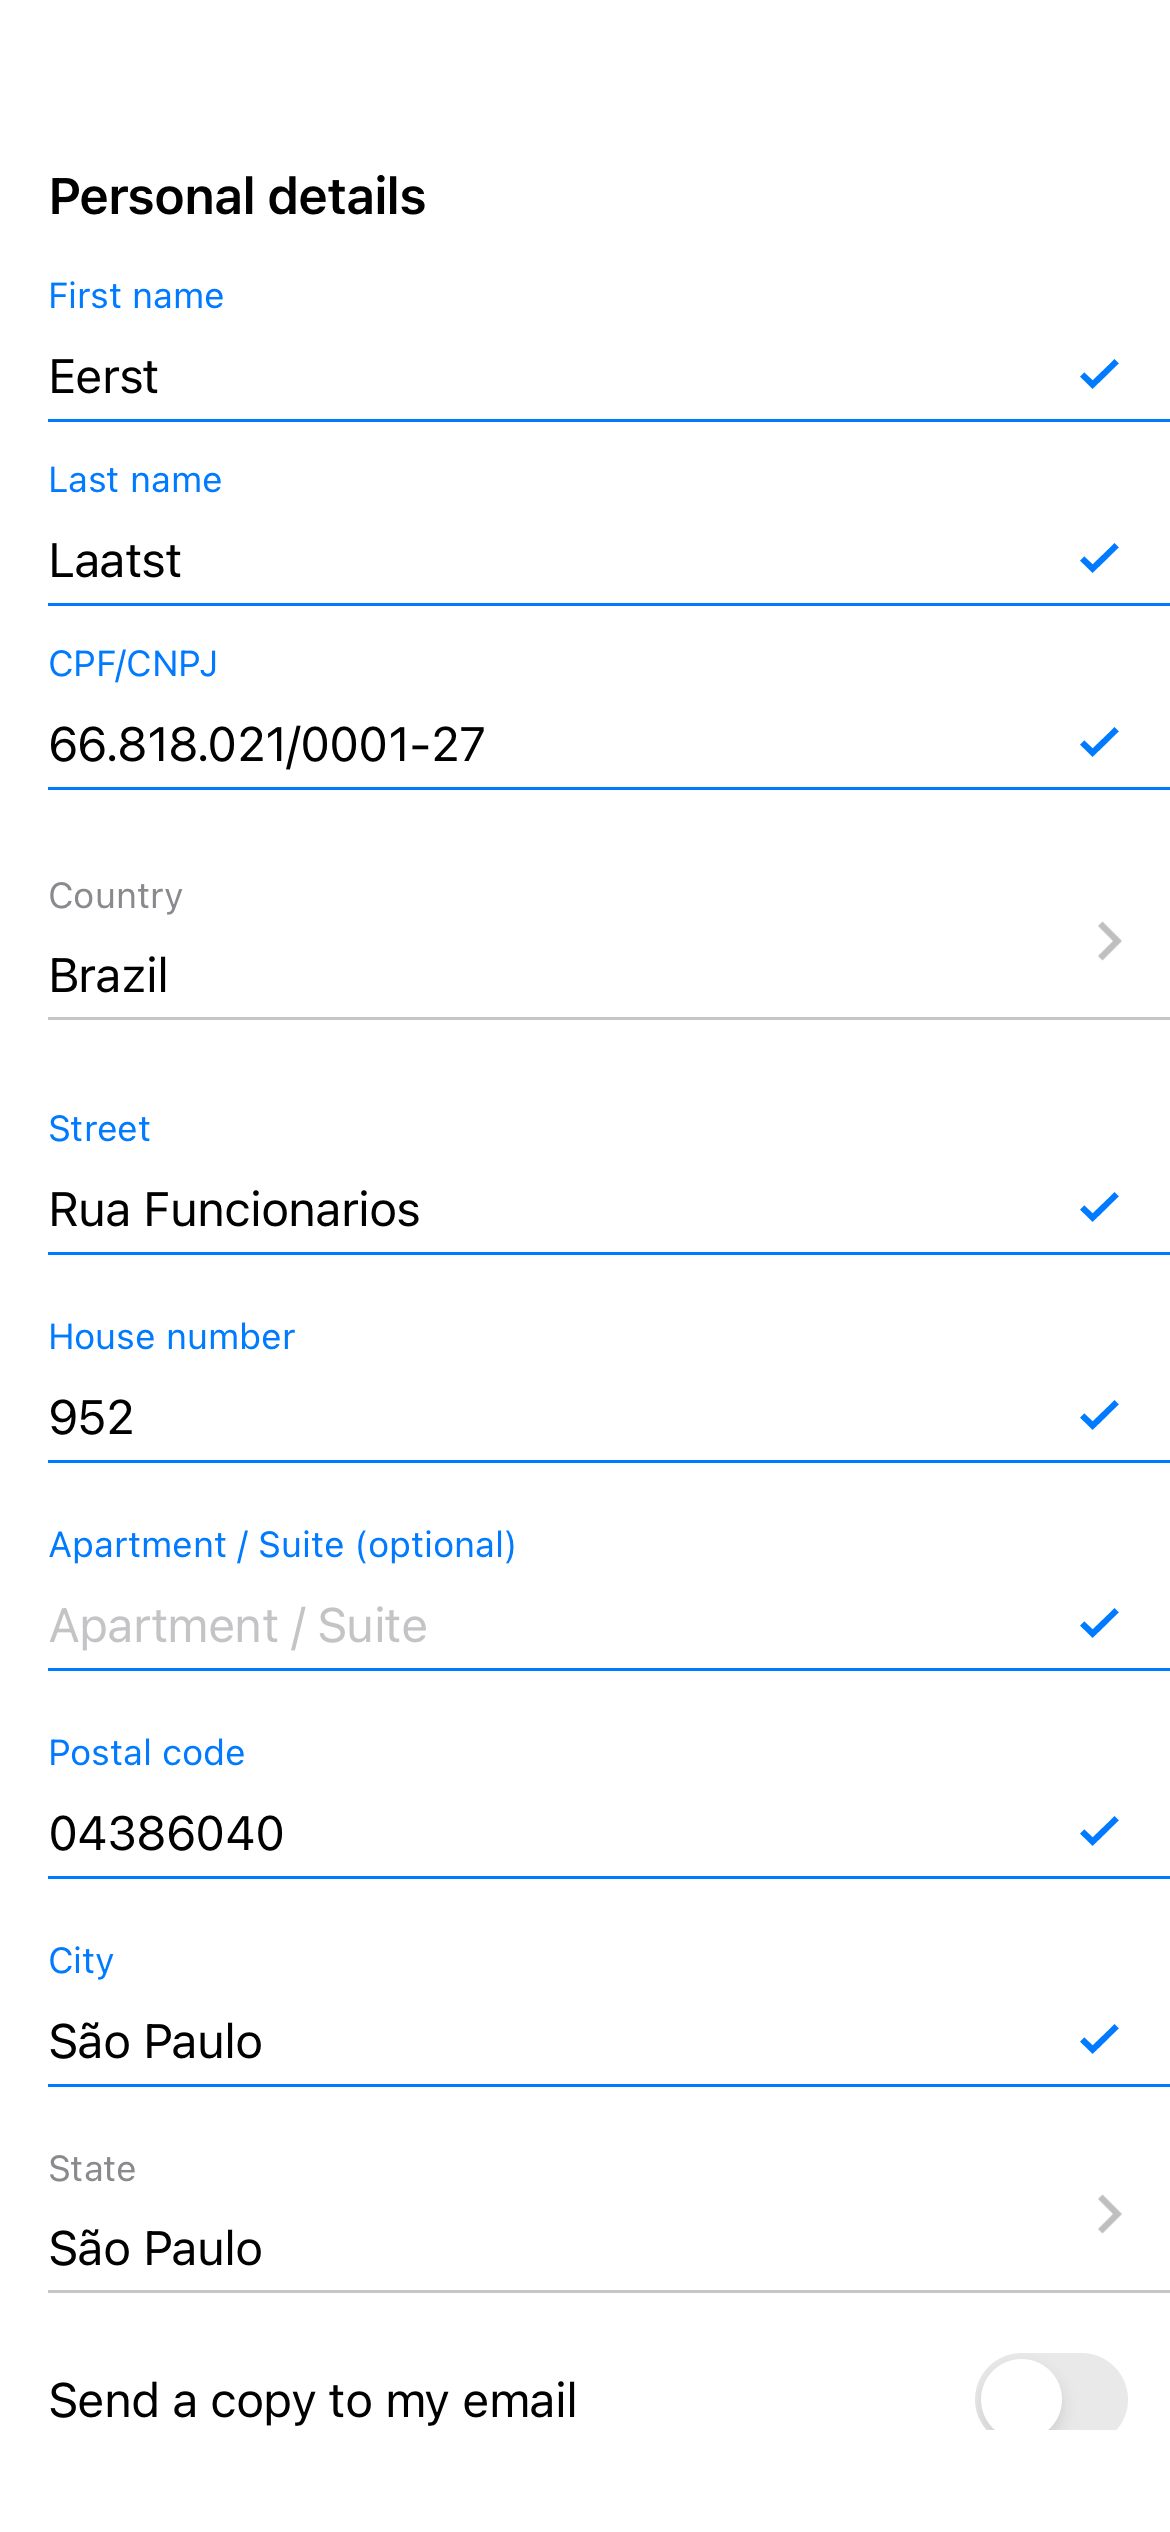 Personal details
First name
Eerst
Last name
Laatst
CPF/CNPJ
66.818.021/0001-27
Country
Brazil
Street
Rua Funcionarios
House number
952
Apartment / Suite (optional)
Apartment / Suite
Postal code
04386040
City
São Paulo
State
São Paulo
Send a copy to my email